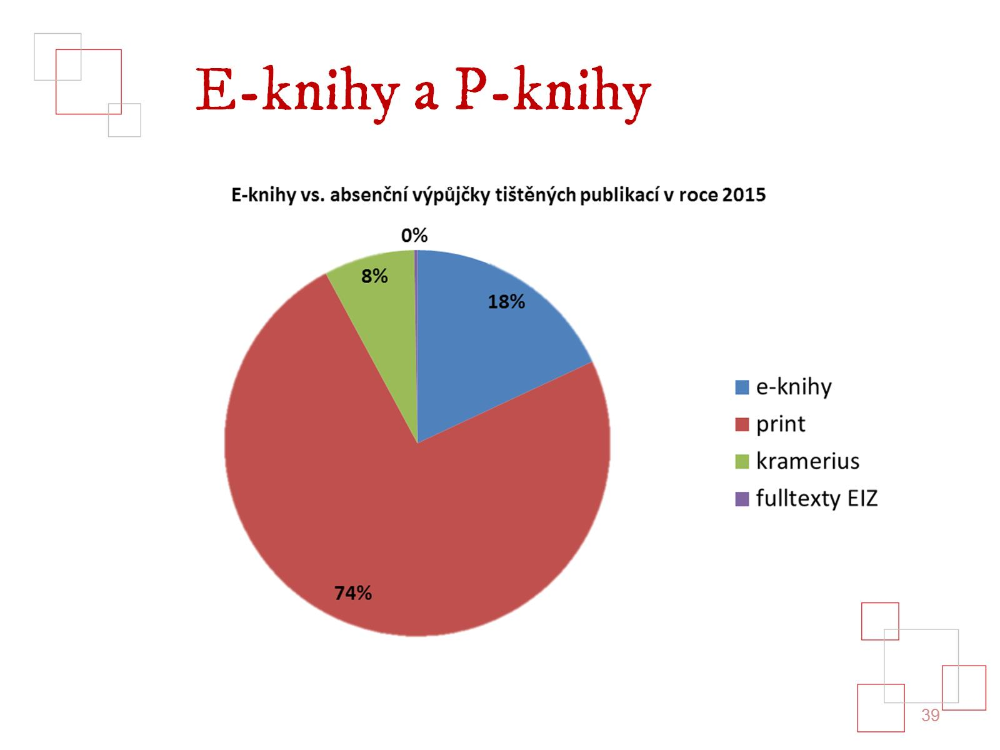 E-knihy a P-knihy
E-knihy vs. absenční výpůjčky tištěných publikací v roce 2015
0%
8%
18%
74%
e-knihy
print
kramerius
fulltexty EIZ
39